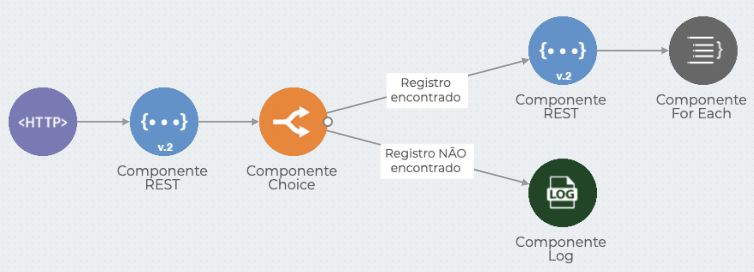 <HTTP>
{•••}
v.2
Componente
REST
Componente
Choice
Registro
encontrado
Registro NÃO
encontrado
{•••}
v.2
Componente
REST
Componente
For Each
LOG
Componente
Log